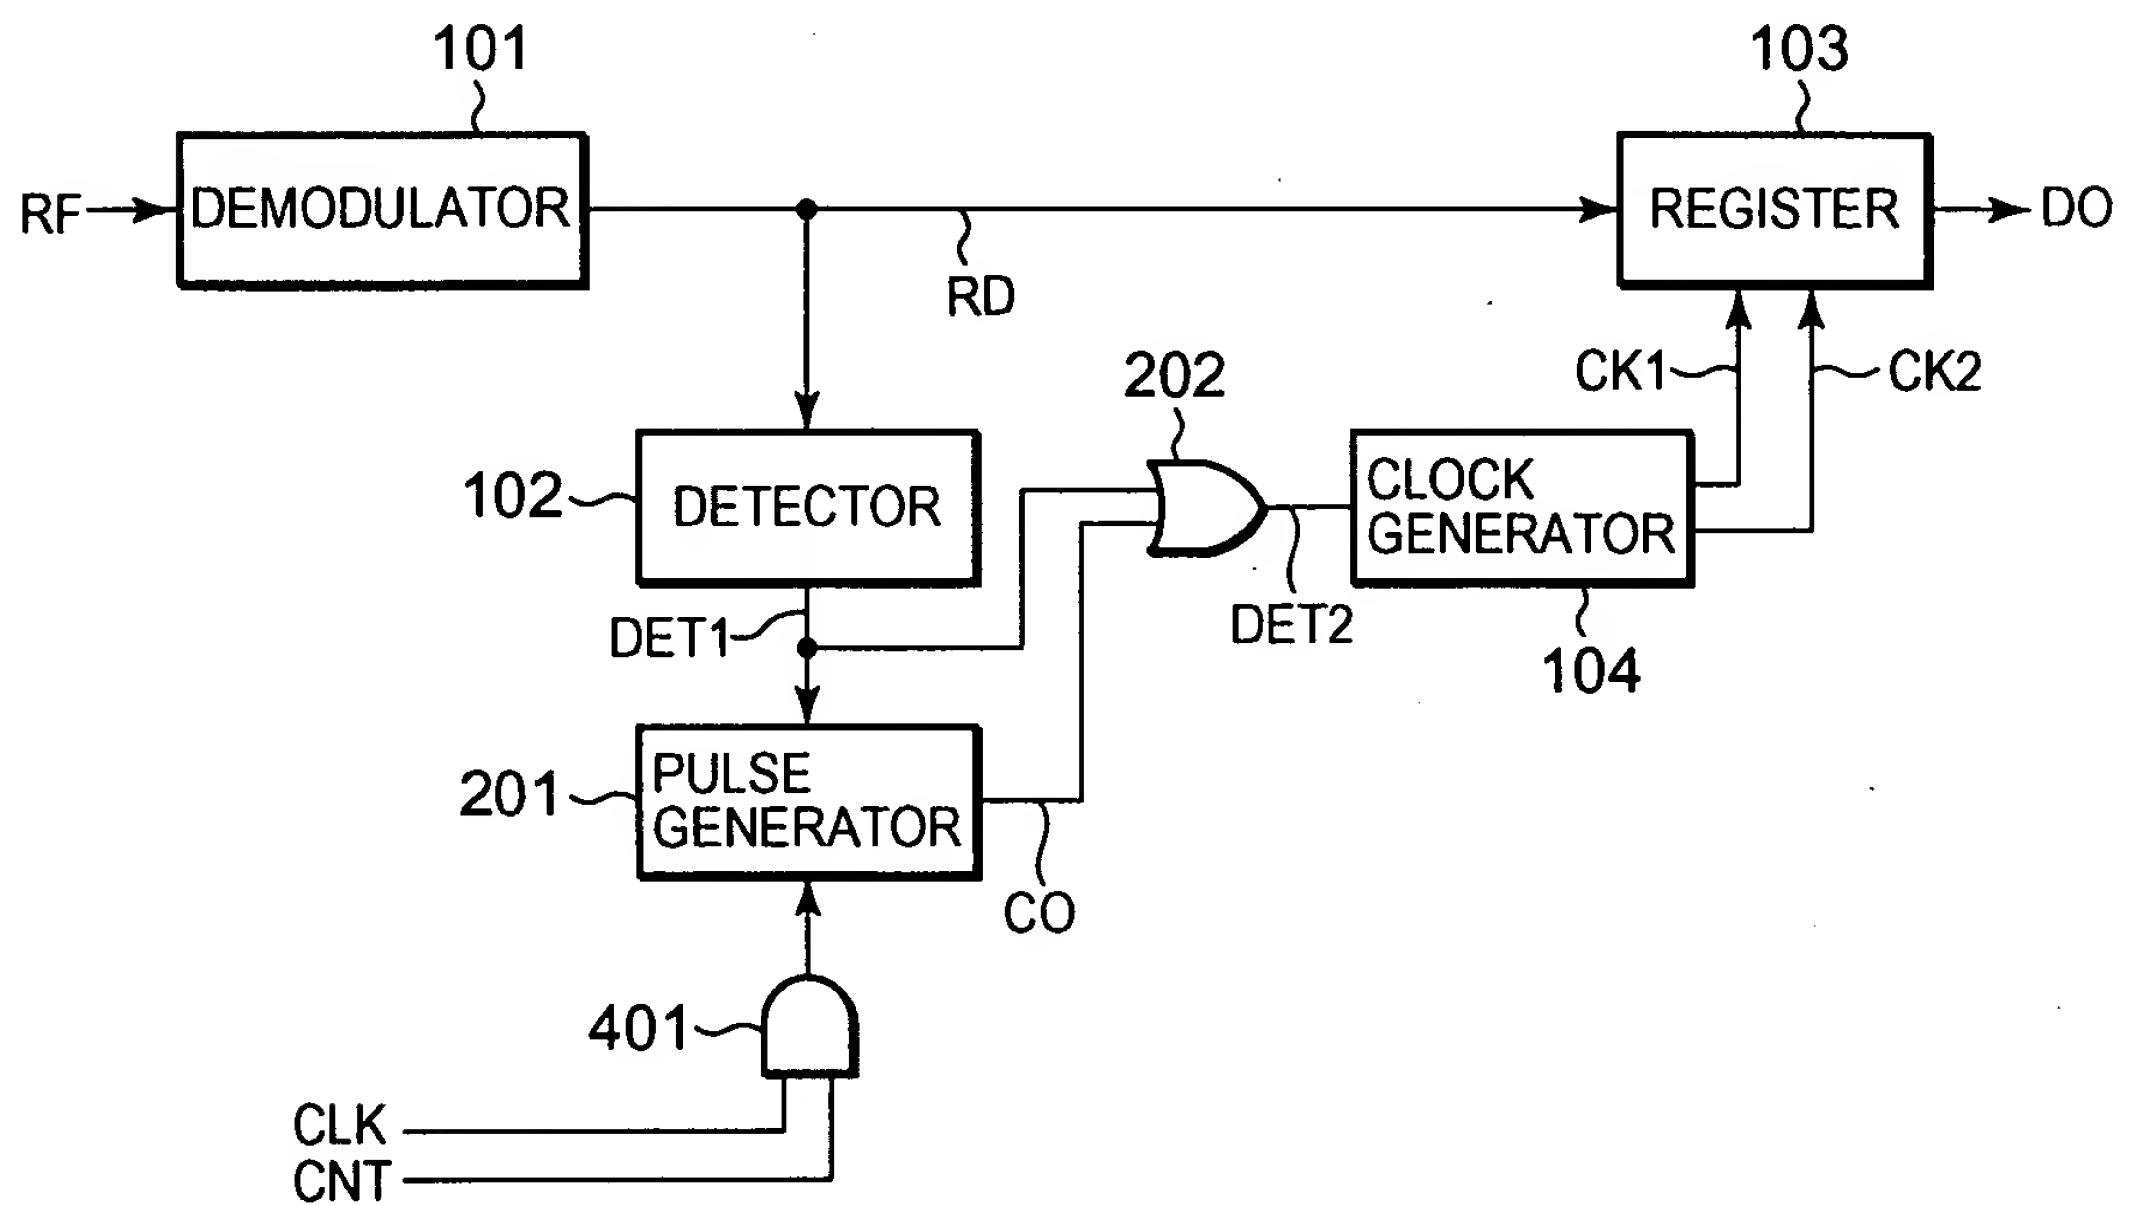 101
103
RF
DEMODULATOR
REGISTER
DO
RD
202
CK1
CK2
102
DETECTOR
CLOCK
GENERATOR
DET1
DET2
104
201
PULSE
GENERATOR
CO
401
CLK
CNT